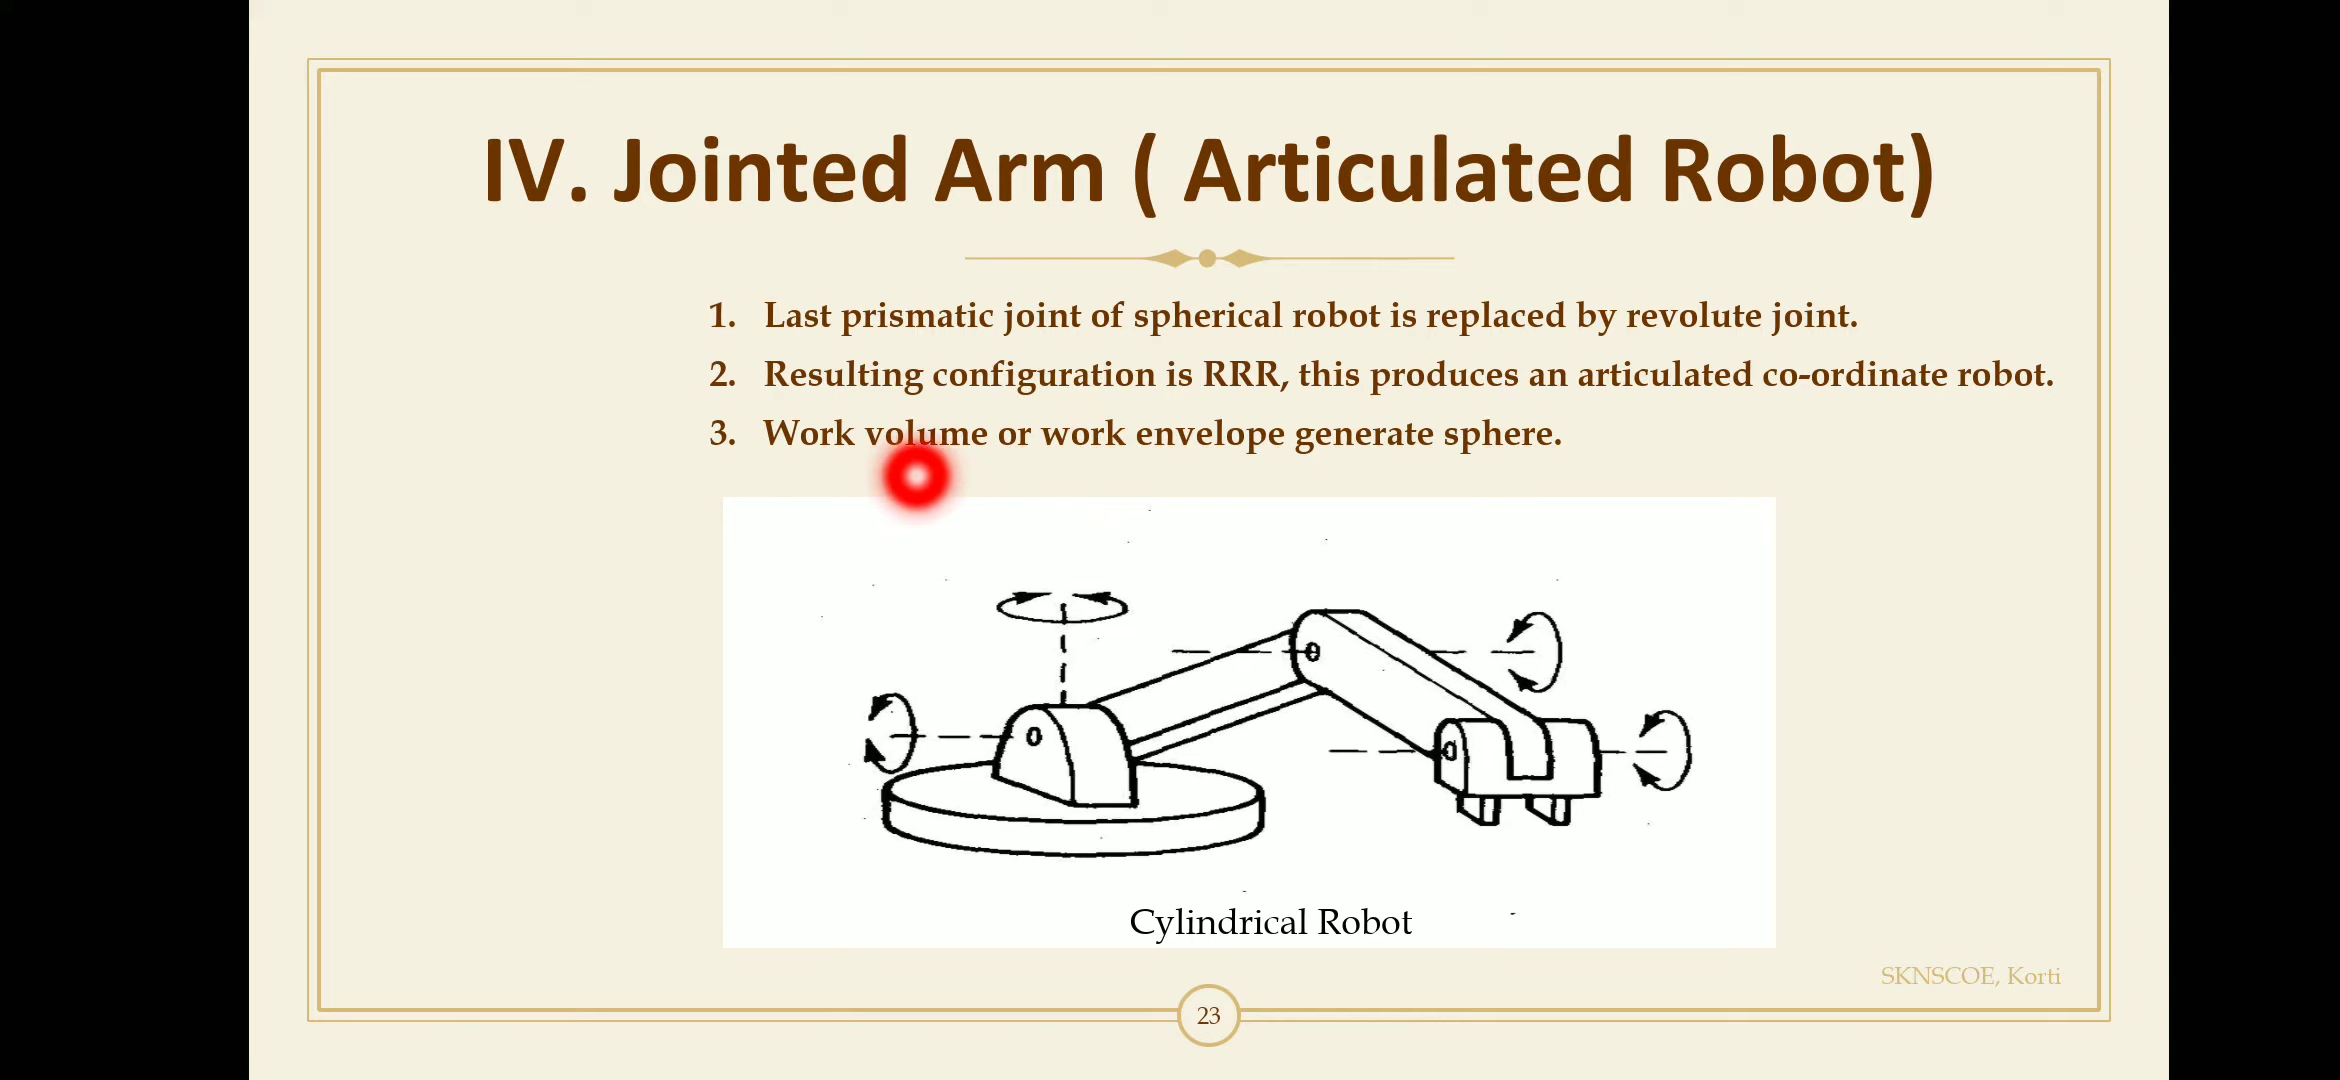 IV. Jointed Arm ( Articulated Robot)
1. Last prismatic joint of spherical robot is replaced by revolute joint.
2. Resulting configuration is RRR, this produces an articulated co-ordinate robot.
3. Work volume or work envelope generate sphere.
Cylindrical Robot
SKNSCOE, Korti
23